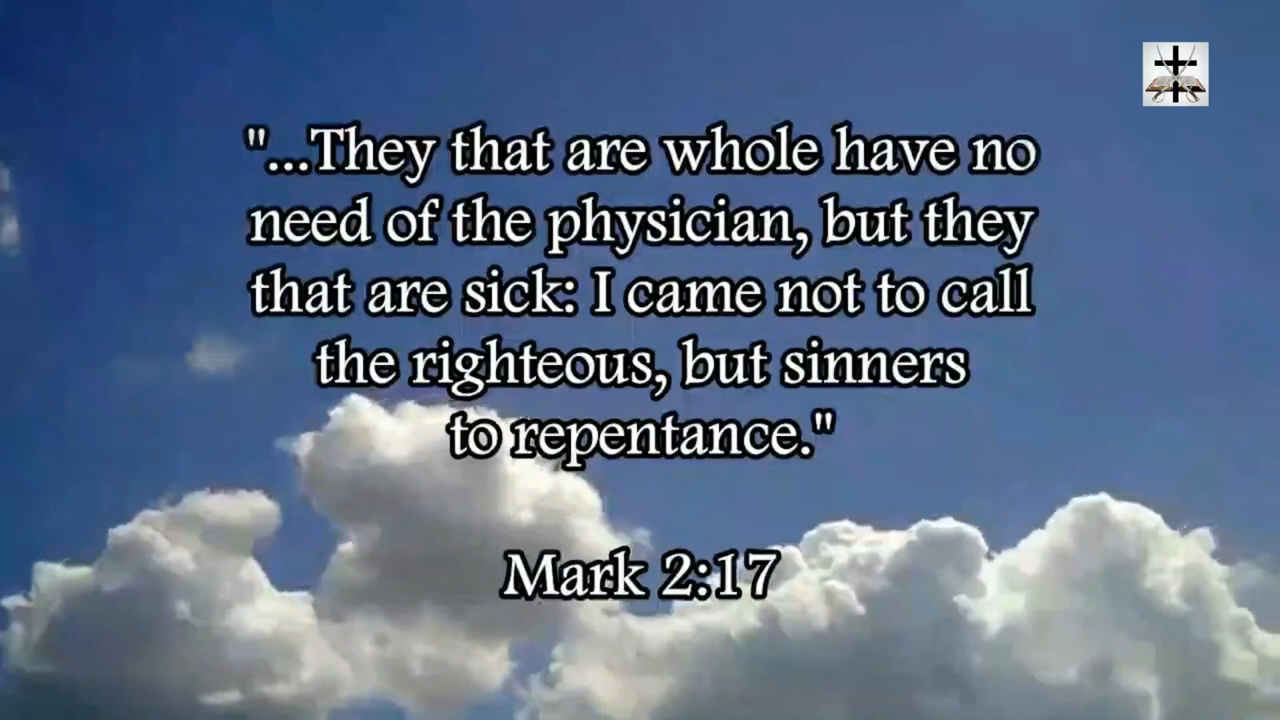 "...They that are whole have no
need of the physician, but they
that are sick: I came not to call
the righteous, but sinners
to repentance."
Mark 2:17